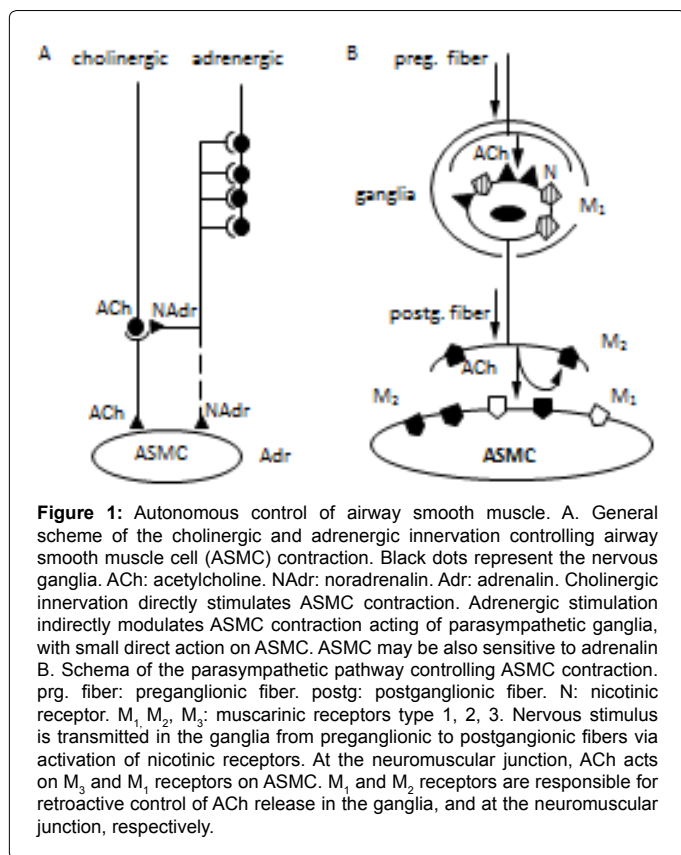 A cholinergic adrenergic B preg. fiber
ACh N
ganglia M₁
ACh NAdr
postg. fiber
M₂
ACh
ACh NAdr M₂ M₁
ASMC Adr ASMC
Figure 1: Autonomous control of airway smooth muscle. A. General
scheme of the cholinergic and adrenergic innervation controlling airway
smooth muscle cell (ASMC) contraction. Black dots represent the nervous
ganglia. ACh: acetylcholine. NAdr: noradrenalin. Adr: adrenalin. Cholinergic
innervation directly stimulates ASMC contraction. Adrenergic stimulation
indirectly modulates ASMC contraction acting of parasympathetic ganglia,
with small direct action on ASMC. ASMC may be also sensitive to adrenalin
B. Schema of the parasympathetic pathway controlling ASMC contraction.
prg. fiber: preganglionic fiber. postg: postganglionic fiber. N: nicotinic
receptor. M₁, M₂, M₃: muscarinic receptors type 1, 2, 3. Nervous stimulus
is transmitted in the ganglia from preganglionic to postgangionic fibers via
activation of nicotinic receptors. At the neuromuscular junction, ACh acts
on M₃ and M₁ receptors on ASMC. M₁ and M₂ receptors are responsible for
retroactive control of ACh release in the ganglia, and at the neuromuscular
junction, respectively.